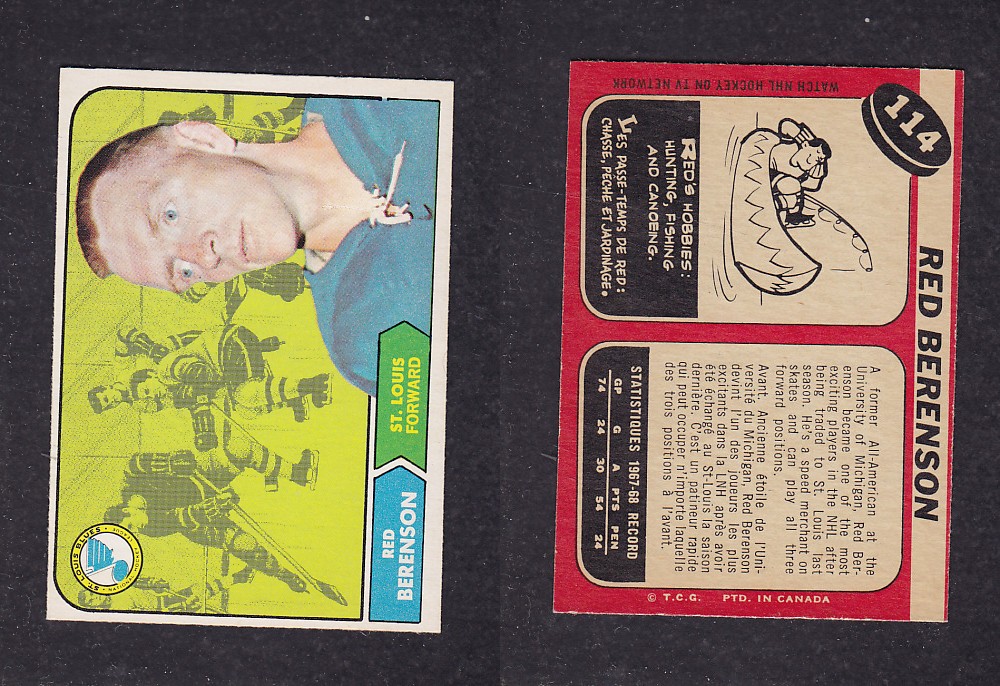 ST. LOUIS
FORWARD
RED
BERENSON
ST. LOUIS BLUES
NATIONAL HOCKEY LEAGUE
114
RED BERENSON
WATCH NHL HOCKEY ON TV NETWORK
RED'S HOBBIES:
HUNTING, FISHING
AND CANOEING.
LES PASSE-TEMPS DE RED:
CHASSE, PECHE ET JARDINAGE.
A former All-American at the
University of Michigan, Red Ber-
enson became one of the most
exciting players in the NHL after
being traded to St. Louis last
season. He's a speed merchant on
skates and can play all three
forward positions.
Avant. Ancienne étoile de l'Uni-
versité du Michigan, Red Berenson
devint l'un des joueurs les plus
excitants dans la LNH après avoir
été échangé au St-Louis la saison
dernière. C'est un patineur rapide
qui peut occuper n'importe laquelle
des trois positions à l'avant.
STATISTIQUES 1967-68 RECORD
GP G A PTS PEN
74 24 30 54 24
© T.C.G. PTD. IN CANADA